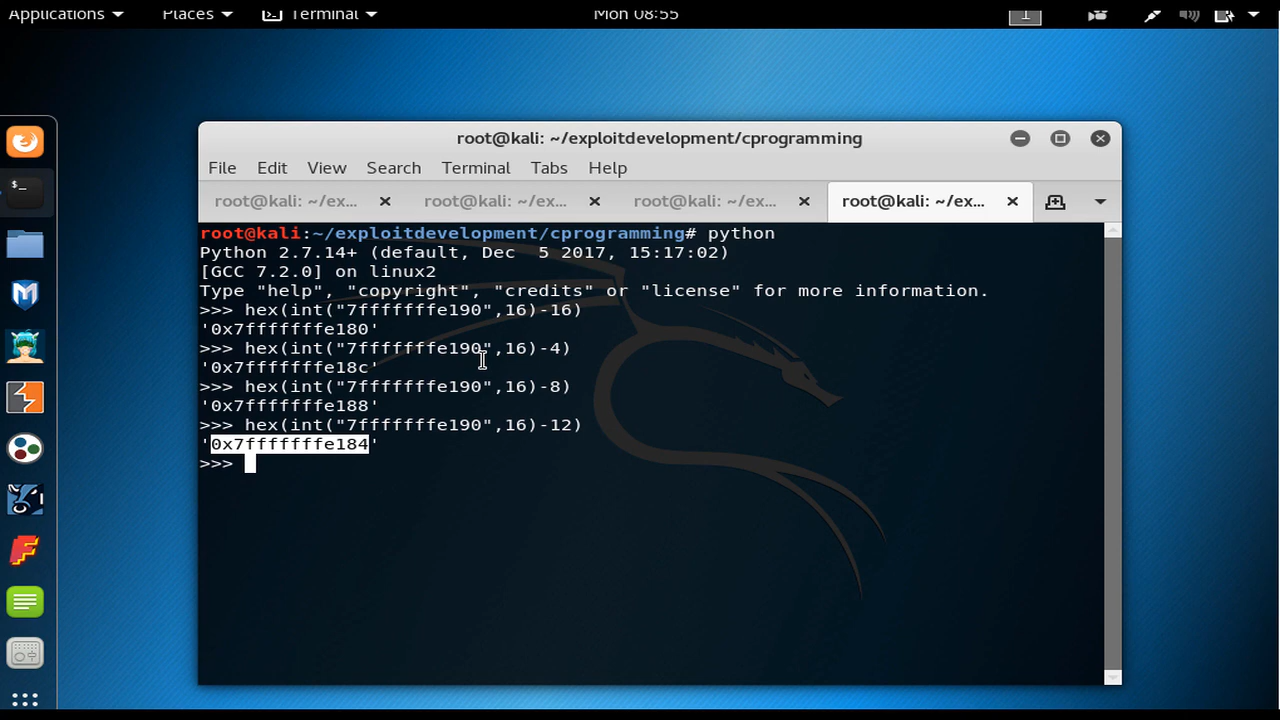 Applications Places Terminal Mon 08:55 1
root@kali: ~/exploitdevelopment/cprogramming
File Edit View Search Terminal Tabs Help
root@kali: ~/ex... root@kali: ~/ex... root@kali: ~/ex... root@kali: ~/ex...
root@kali:~/exploitdevelopment/cprogramming# python
Python 2.7.14+ (default, Dec  5 2017, 15:17:02)
[GCC 7.2.0] on linux2
Type "help", "copyright", "credits" or "license" for more information.
>>> hex(int("7fffffffe190",16)-16)
'0x7fffffffe180'
>>> hex(int("7fffffffe190",16)-4)
'0x7fffffffe18c'
>>> hex(int("7fffffffe190",16)-8)
'0x7fffffffe188'
>>> hex(int("7fffffffe190",16)-12)
'0x7fffffffe184'
>>>